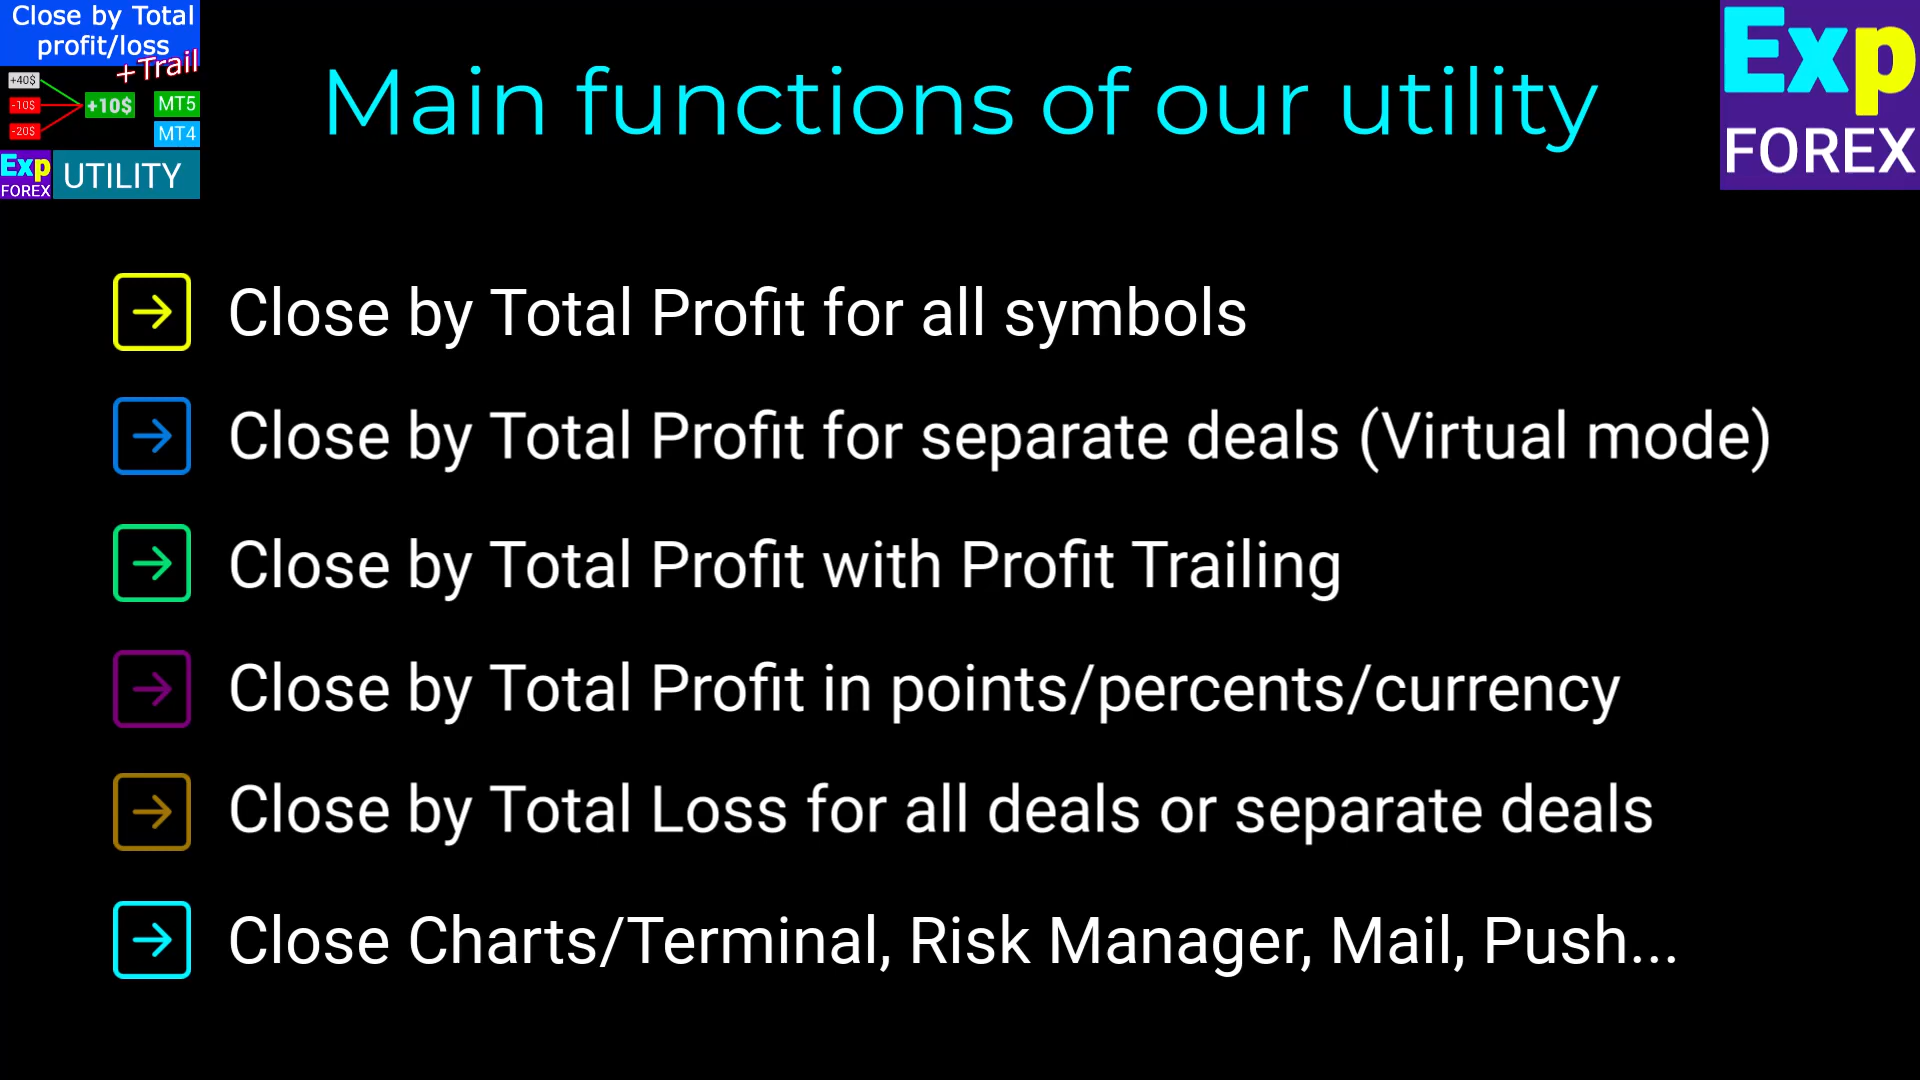 Close by Total
profit/loss
+Trail
+40$
-10$
-20$
+10$
MT5
MT4
Exp
FOREX
UTILITY
Main functions of our utility
Exp
FOREX
Close by Total Profit for all symbols
Close by Total Profit for separate deals (Virtual mode)
Close by Total Profit with Profit Trailing
Close by Total Profit in points/percents/currency
Close by Total Loss for all deals or separate deals
Close Charts/Terminal, Risk Manager, Mail, Push...